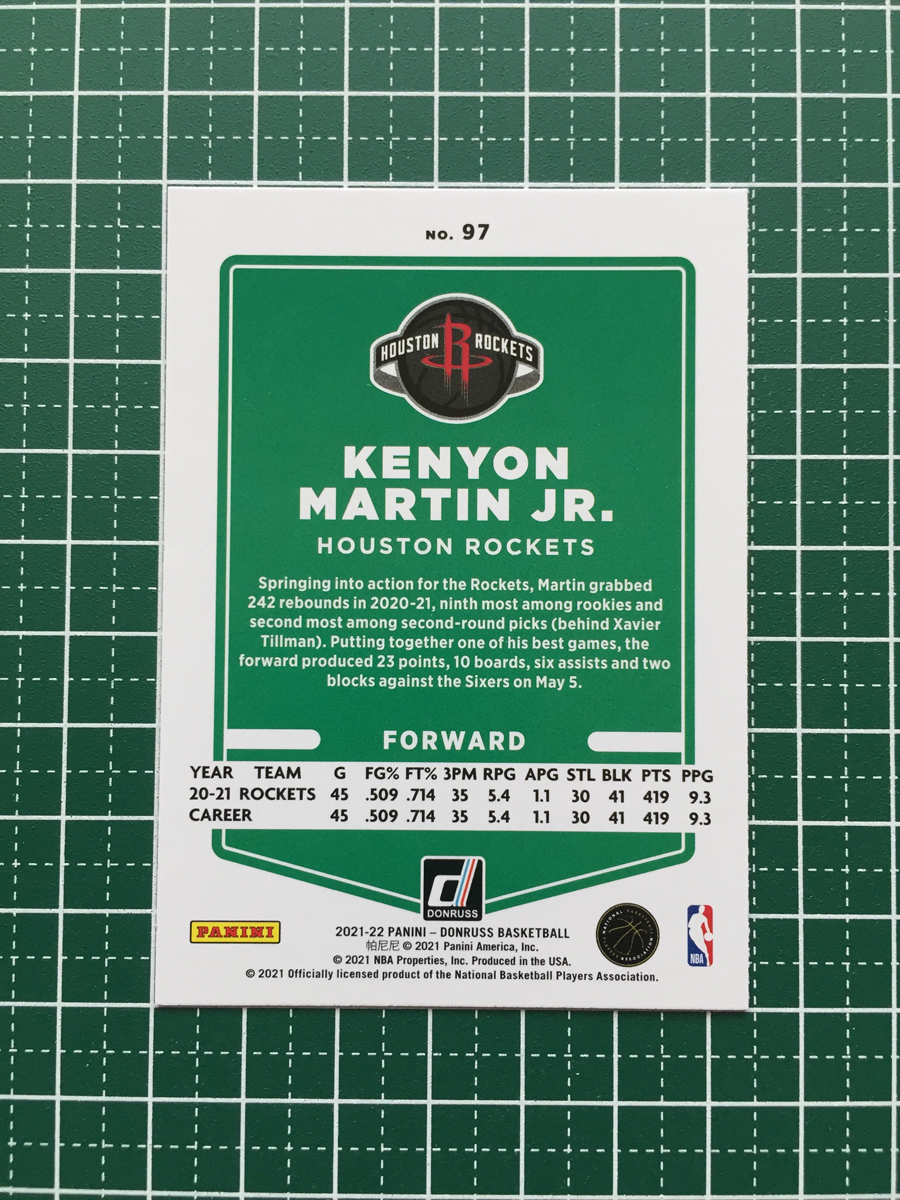 NO. 97
HOUSTON ROCKETS
KENYON
MARTIN JR.
HOUSTON ROCKETS
Springing into action for the Rockets, Martin grabbed
242 rebounds in 2020-21, ninth most among rookies and
second most among second-round picks (behind Xavier
Tillman). Putting together one of his best games, the
forward produced 23 points, 10 boards, six assists and two
blocks against the Sixers on May 5.
FORWARD
YEAR TEAM G FG% FT% 3PM RPG APG STL BLK PTS PPG
20-21 ROCKETS 45 .509 .714 35 5.4 1.1 30 41 419 9.3
CAREER 45 .509 .714 35 5.4 1.1 30 41 419 9.3
DONRUSS
PANINI
2021-22 PANINI – DONRUSS BASKETBALL
帕尼尼 © 2021 Panini America, Inc.
© 2021 NBA Properties, Inc. Produced in the USA.
© 2021 Officially licensed product of the National Basketball Players Association.
NATIONAL BASKETBALL PLAYERS ASSOCIATION
NBA